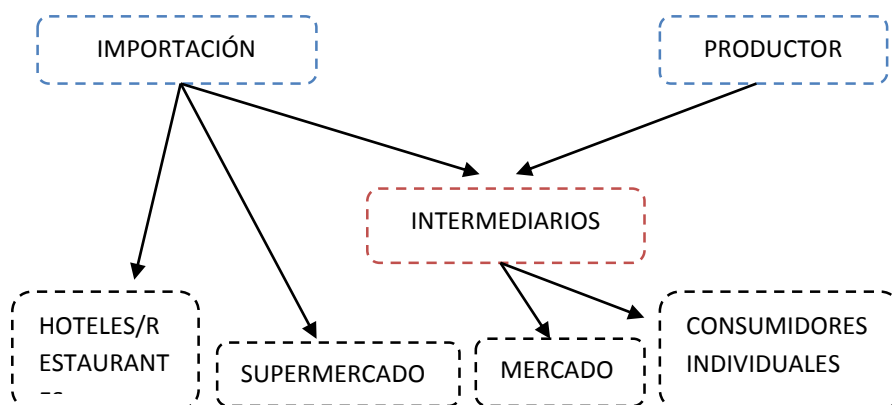 IMPORTACIÓN
PRODUCTOR
INTERMEDIARIOS
HOTELES/R
ESTAURANT
SUPERMERCADO
MERCADO
CONSUMIDORES
INDIVIDUALES